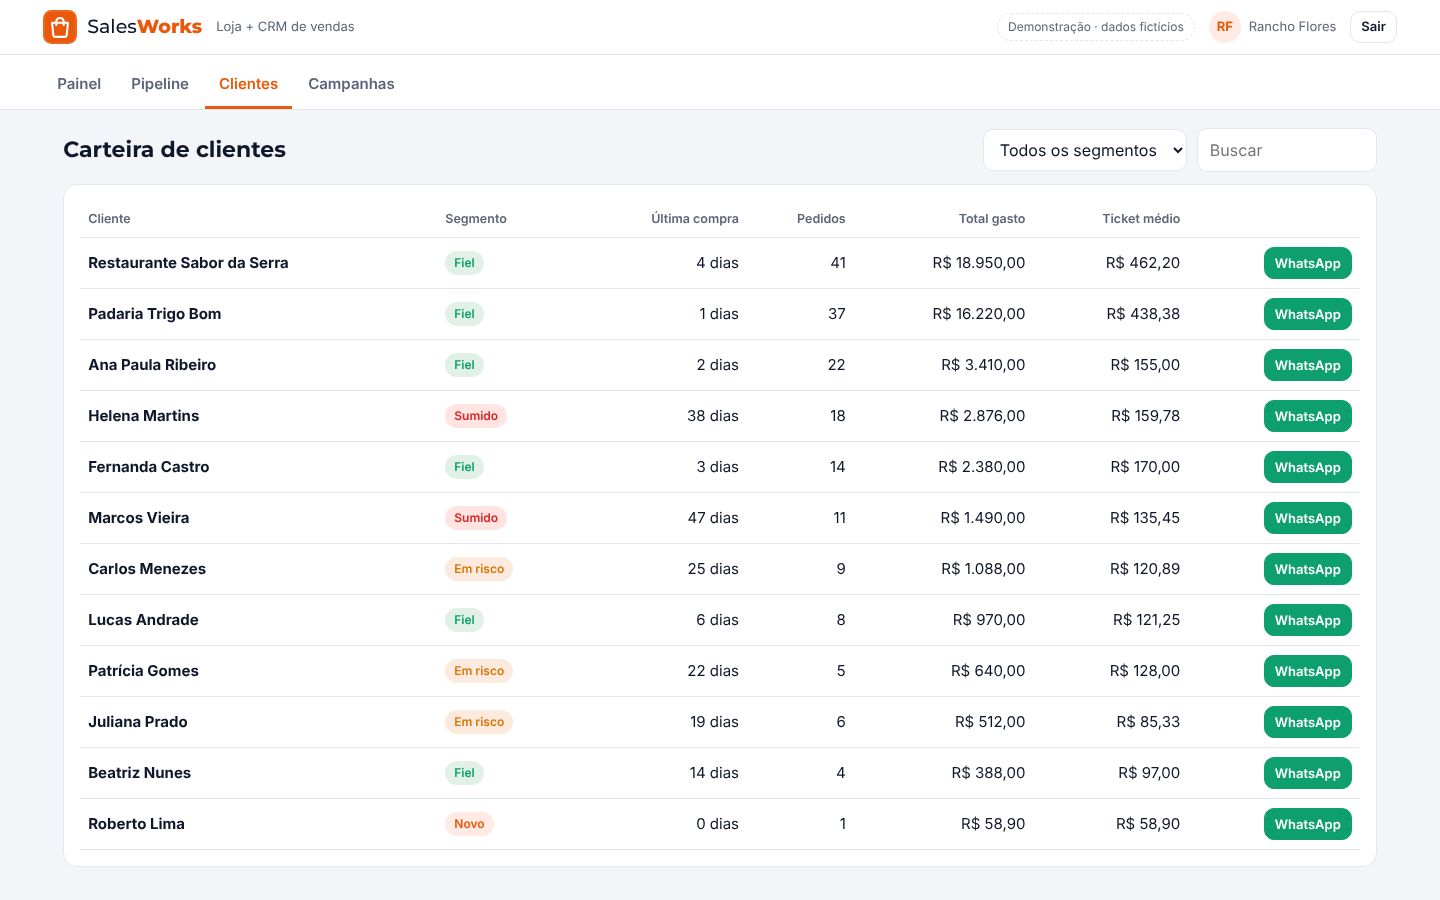 SalesWorks Loja + CRM de vendas Demonstração · dados fictícios RF Rancho Flores Sair
Painel Pipeline Clientes Campanhas
Carteira de clientes Todos os segmentos Buscar
Cliente Segmento Última compra Pedidos Total gasto Ticket médio
Restaurante Sabor da Serra Fiel 4 dias 41 R$ 18.950,00 R$ 462,20 WhatsApp
Padaria Trigo Bom Fiel 1 dias 37 R$ 16.220,00 R$ 438,38 WhatsApp
Ana Paula Ribeiro Fiel 2 dias 22 R$ 3.410,00 R$ 155,00 WhatsApp
Helena Martins Sumido 38 dias 18 R$ 2.876,00 R$ 159,78 WhatsApp
Fernanda Castro Fiel 3 dias 14 R$ 2.380,00 R$ 170,00 WhatsApp
Marcos Vieira Sumido 47 dias 11 R$ 1.490,00 R$ 135,45 WhatsApp
Carlos Menezes Em risco 25 dias 9 R$ 1.088,00 R$ 120,89 WhatsApp
Lucas Andrade Fiel 6 dias 8 R$ 970,00 R$ 121,25 WhatsApp
Patrícia Gomes Em risco 22 dias 5 R$ 640,00 R$ 128,00 WhatsApp
Juliana Prado Em risco 19 dias 6 R$ 512,00 R$ 85,33 WhatsApp
Beatriz Nunes Fiel 14 dias 4 R$ 388,00 R$ 97,00 WhatsApp
Roberto Lima Novo 0 dias 1 R$ 58,90 R$ 58,90 WhatsApp